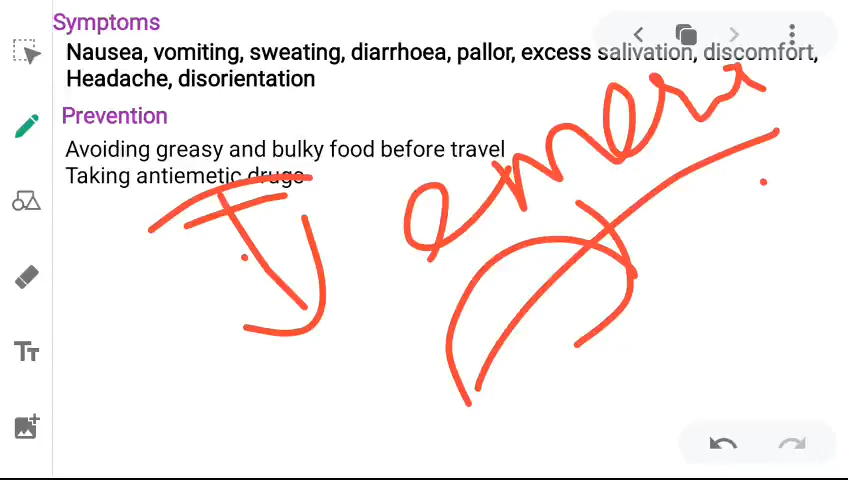 Symptoms
Nausea, vomiting, sweating, diarrhoea, pallor, excess salivation, discomfort,
Headache, disorientation
Prevention
Avoiding greasy and bulky food before travel
Taking antiemetic drugs
Tт